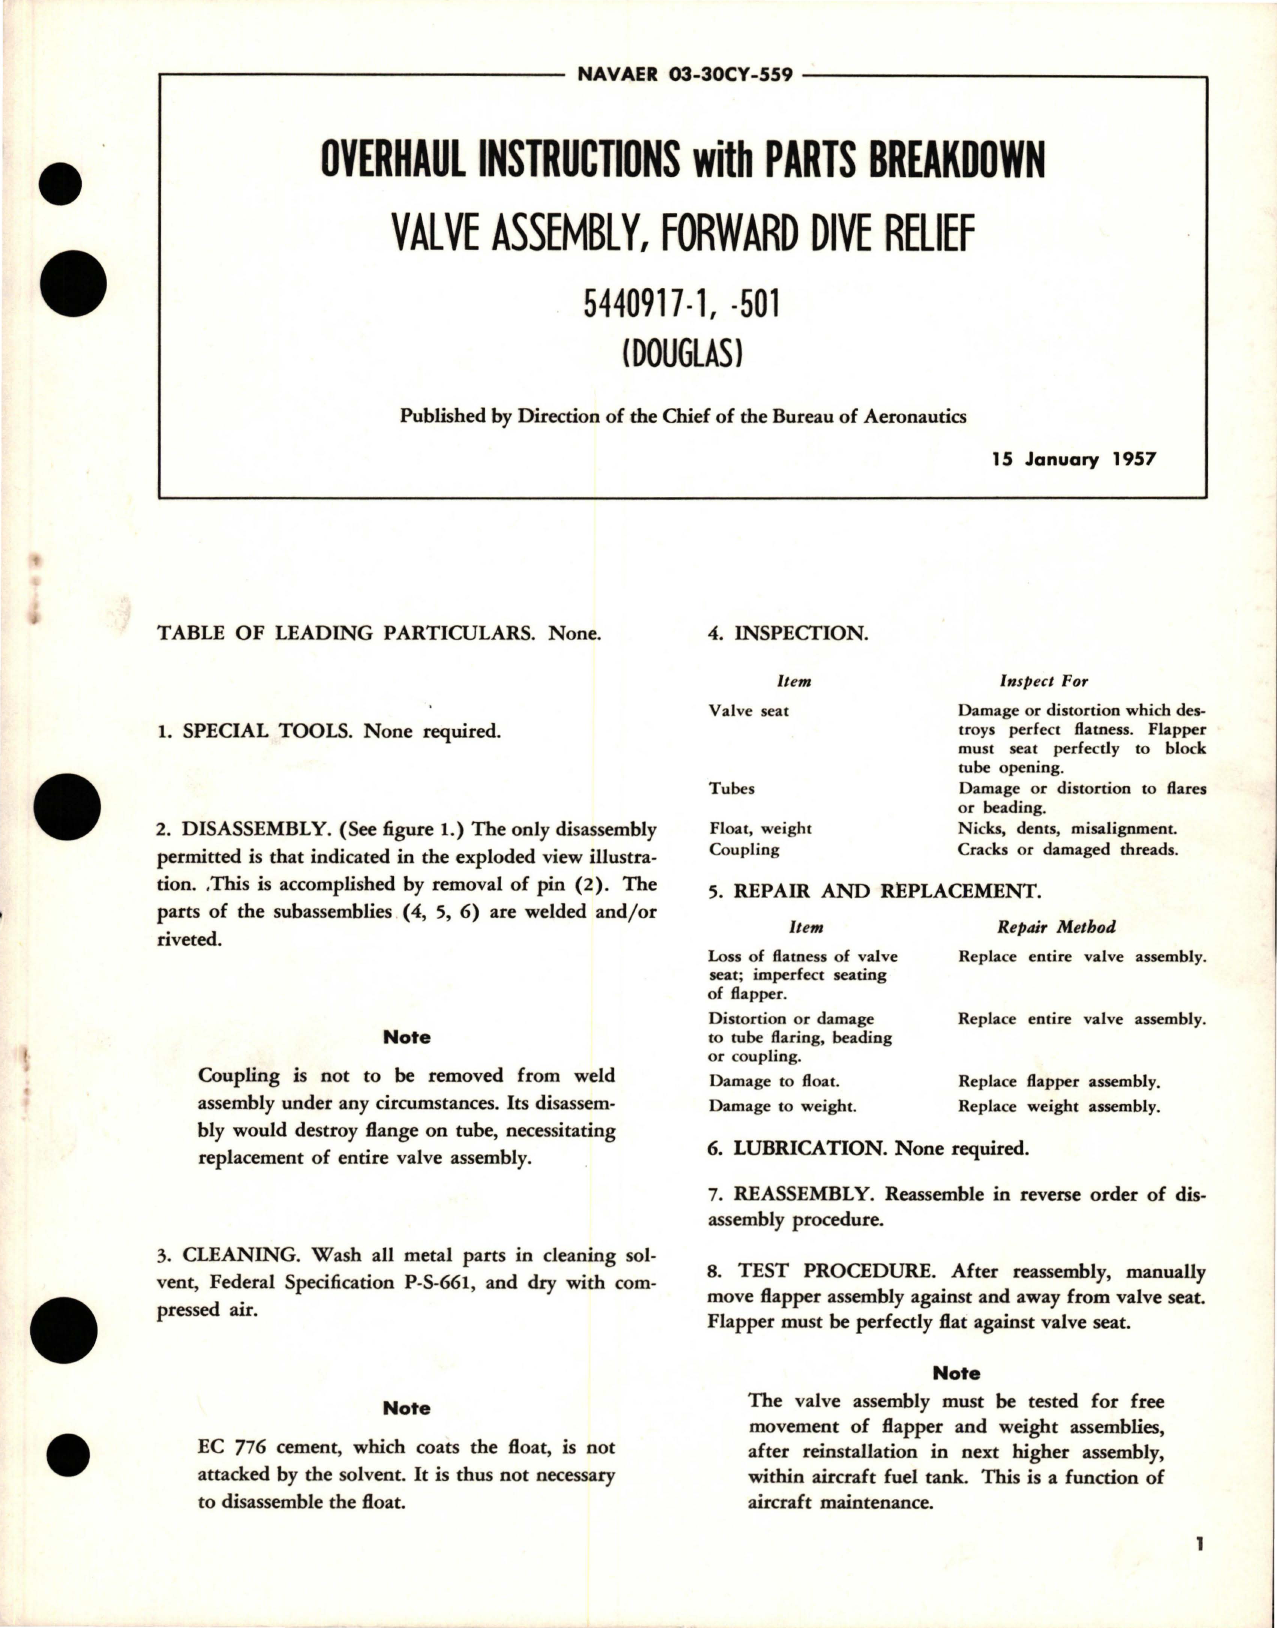 NAVAER 03-30CY-559
OVERHAUL INSTRUCTIONS with PARTS BREAKDOWN
VALVE ASSEMBLY, FORWARD DIVE RELIEF
5440917-1, -501
(DOUGLAS)
Published by Direction of the Chief of the Bureau of Aeronautics
15 January 1957
TABLE OF LEADING PARTICULARS. None.
1. SPECIAL TOOLS. None required.
2. DISASSEMBLY. (See figure 1.) The only disassembly
permitted is that indicated in the exploded view illustra-
tion. .This is accomplished by removal of pin (2). The
parts of the subassemblies (4, 5, 6) are welded and/or
riveted.
Note
Coupling is not to be removed from weld
assembly under any circumstances. Its disassem-
bly would destroy flange on tube, necessitating
replacement of entire valve assembly.
3. CLEANING. Wash all metal parts in cleaning sol-
vent, Federal Specification P-S-661, and dry with com-
pressed air.
Note
EC 776 cement, which coats the float, is not
attacked by the solvent. It is thus not necessary
to disassemble the float.
4. INSPECTION.
Item Inspect For
Valve seat Damage or distortion which des-
troys perfect flatness. Flapper
must seat perfectly to block
tube opening.
Tubes Damage or distortion to flares
or beading.
Float, weight Nicks, dents, misalignment.
Coupling Cracks or damaged threads.
5. REPAIR AND REPLACEMENT.
Item Repair Method
Loss of flatness of valve Replace entire valve assembly.
seat; imperfect seating
of flapper.
Distortion or damage Replace entire valve assembly.
to tube flaring, beading
or coupling.
Damage to float. Replace flapper assembly.
Damage to weight. Replace weight assembly.
6. LUBRICATION. None required.
7. REASSEMBLY. Reassemble in reverse order of dis-
assembly procedure.
8. TEST PROCEDURE. After reassembly, manually
move flapper assembly against and away from valve seat.
Flapper must be perfectly flat against valve seat.
Note
The valve assembly must be tested for free
movement of flapper and weight assemblies,
after reinstallation in next higher assembly,
within aircraft fuel tank. This is a function of
aircraft maintenance.
1